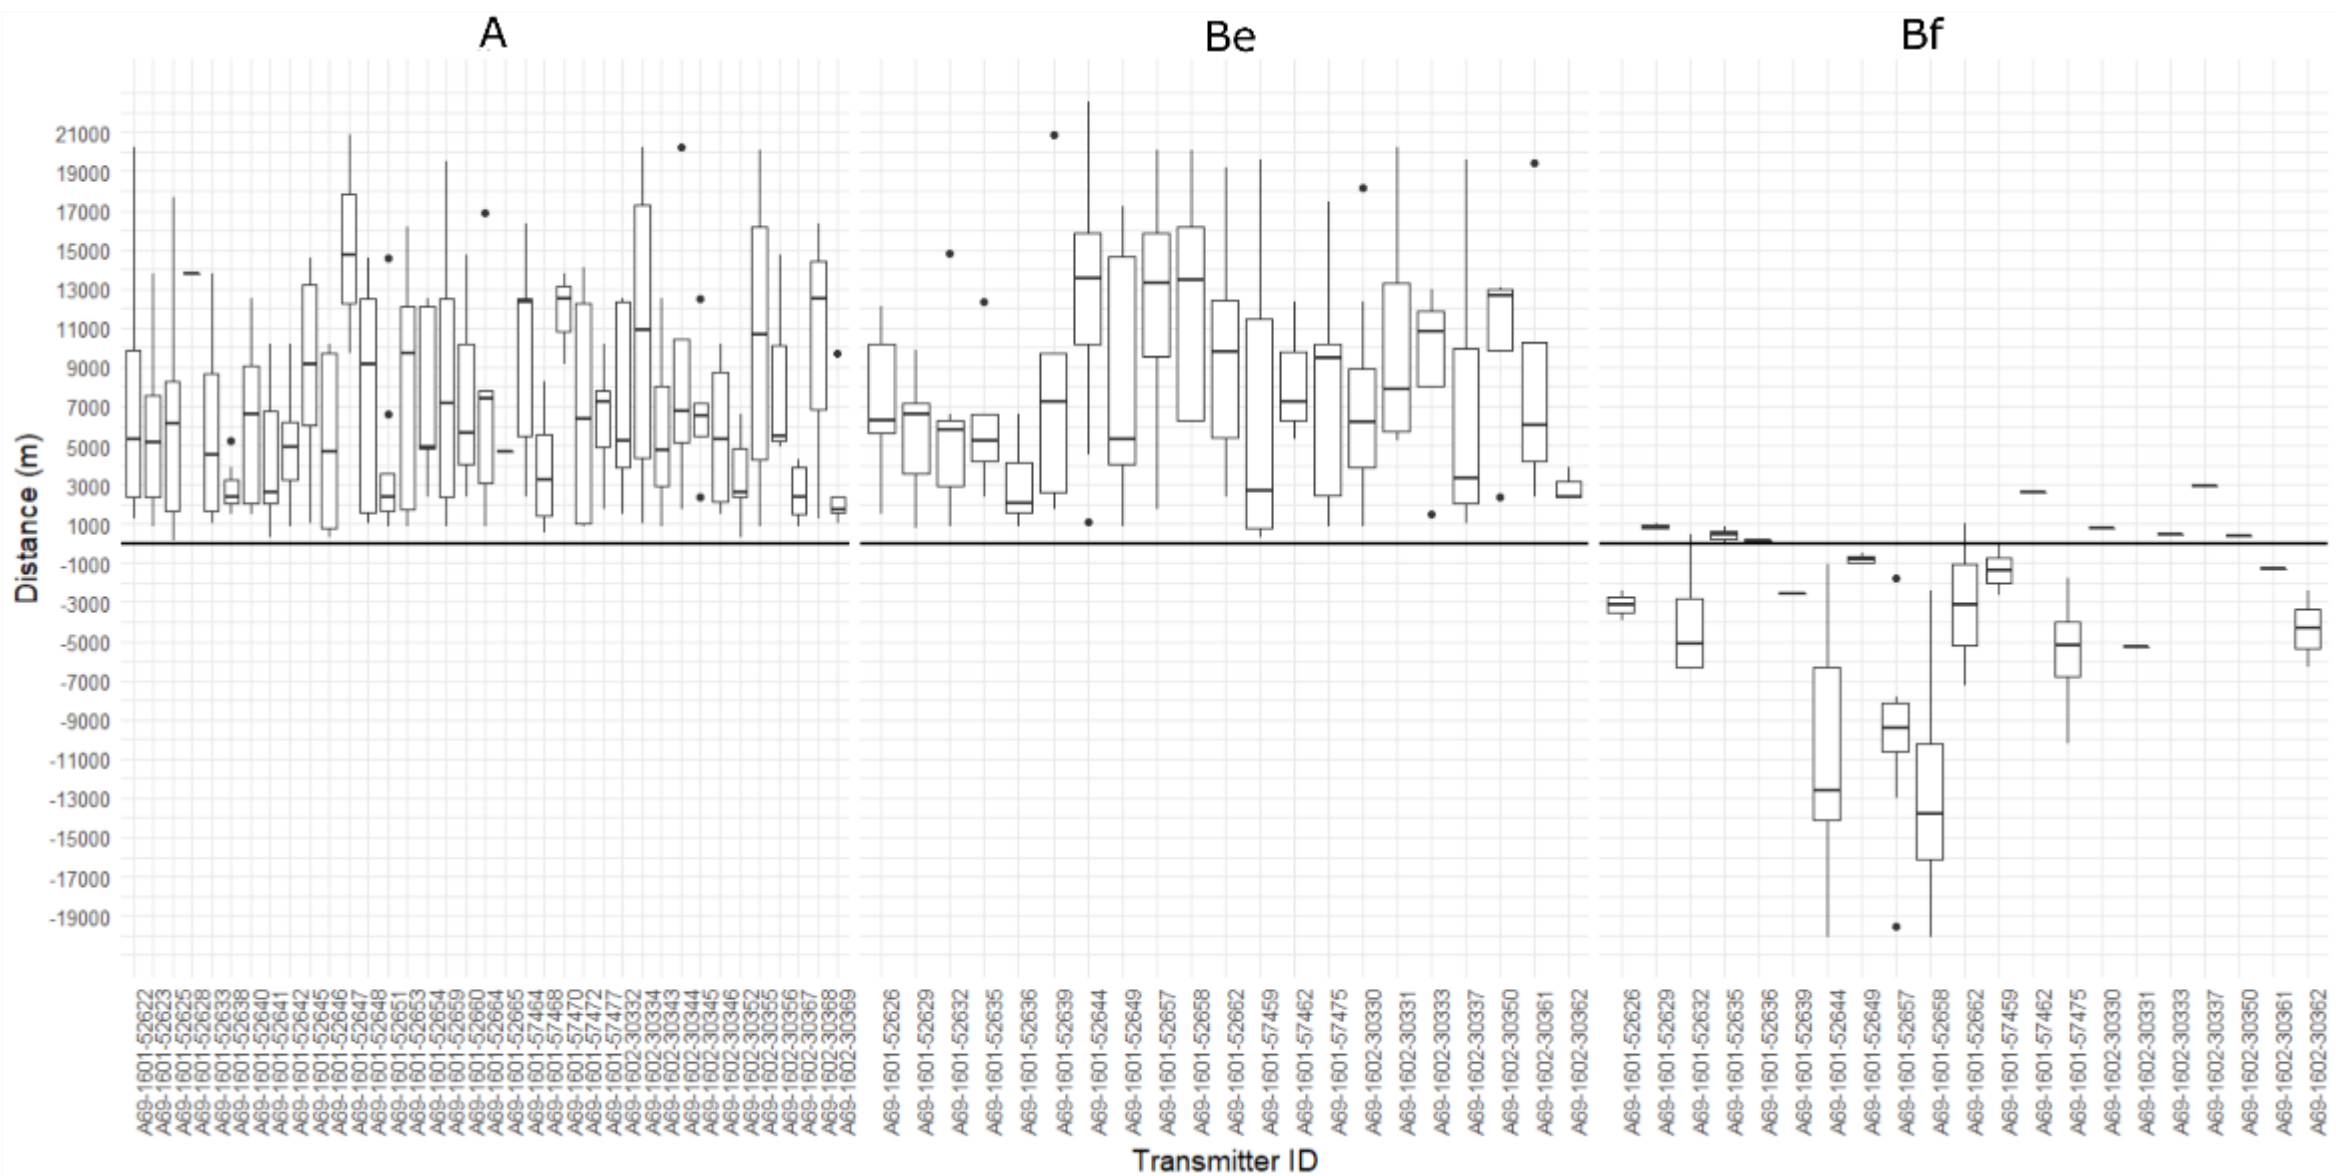 A
Be
Bf
Distance (m)
21000
19000
17000
15000
13000
11000
9000
7000
5000
3000
1000
-1000
-3000
-5000
-7000
-9000
-11000
-13000
-15000
-17000
-19000
A69-1601-52622
A69-1601-52623
A69-1601-52625
A69-1601-52628
A69-1601-52633
A69-1601-52638
A69-1601-52640
A69-1601-52641
A69-1601-52642
A69-1601-52645
A69-1601-52646
A69-1601-52647
A69-1601-52648
A69-1601-52651
A69-1601-52653
A69-1601-52654
A69-1601-52659
A69-1601-52660
A69-1601-52664
A69-1601-52665
A69-1601-57464
A69-1601-57468
A69-1601-57470
A69-1601-57472
A69-1601-57477
A69-1602-30332
A69-1602-30334
A69-1602-30343
A69-1602-30344
A69-1602-30345
A69-1602-30346
A69-1602-30352
A69-1602-30355
A69-1602-30356
A69-1602-30367
A69-1602-30368
A69-1602-30369
A69-1601-52626
A69-1601-52629
A69-1601-52632
A69-1601-52635
A69-1601-52636
A69-1601-52639
A69-1601-52644
A69-1601-52649
A69-1601-52657
A69-1601-52658
A69-1601-52662
A69-1601-57459
A69-1601-57462
A69-1601-57475
A69-1602-30330
A69-1602-30331
A69-1602-30333
A69-1602-30337
A69-1602-30350
A69-1602-30361
A69-1602-30362
A69-1601-52626
A69-1601-52629
A69-1601-52632
A69-1601-52635
A69-1601-52636
A69-1601-52639
A69-1601-52644
A69-1601-52649
A69-1601-52657
A69-1601-52658
A69-1601-52662
A69-1601-57459
A69-1601-57462
A69-1601-57475
A69-1602-30330
A69-1602-30331
A69-1602-30333
A69-1602-30337
A69-1602-30350
A69-1602-30361
A69-1602-30362
Transmitter ID